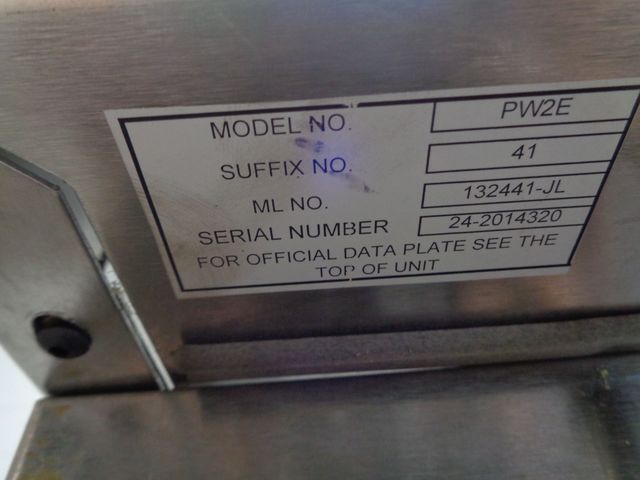 MODEL NO. PW2E
SUFFIX NO. 41
ML NO. 132441-JL
SERIAL NUMBER 24-2014320
FOR OFFICIAL DATA PLATE SEE THE
TOP OF UNIT